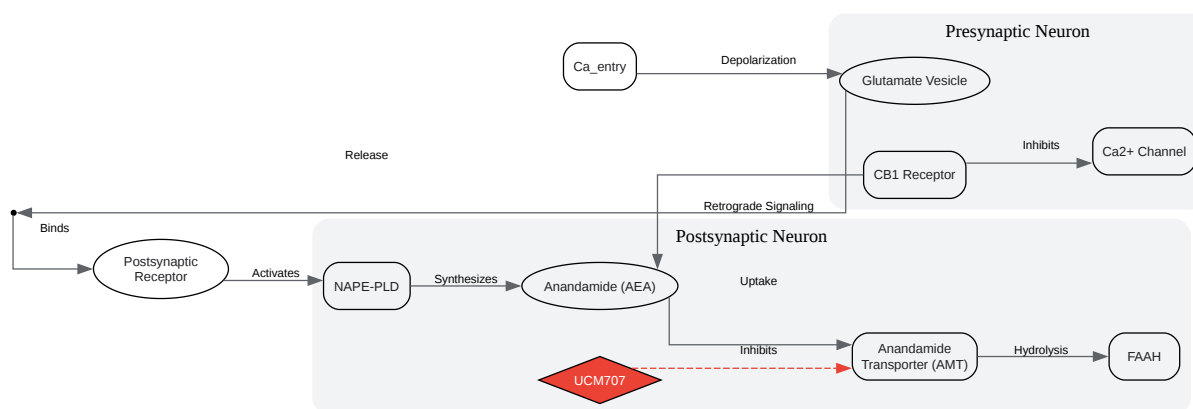 Presynaptic Neuron
Ca_entry
Depolarization
Glutamate Vesicle
Release
Inhibits
Ca2+ Channel
CB1 Receptor
Retrograde Signaling
Binds
Postsynaptic Neuron
Postsynaptic
Receptor
Activates
NAPE-PLD
Synthesizes
Anandamide (AEA)
Uptake
Inhibits
Anandamide
Transporter (AMT)
Hydrolysis
FAAH
UCM707